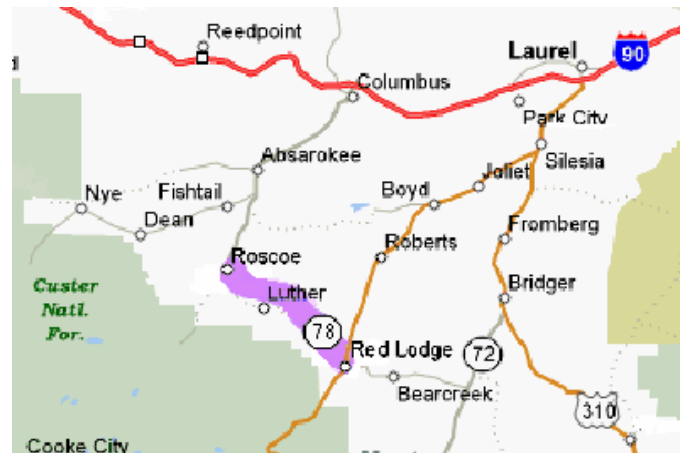 Reedpoint
Laurel
90
Columbus
Park City
Absarokee
Silesia
Joliet
Nye
Fishtail
Boyd
Dean
Fromberg
Roberts
Roscoe
Custer
Natl.
For.
Luther
Bridger
78
Red Lodge
72
Bearcreek
310
Cooke City